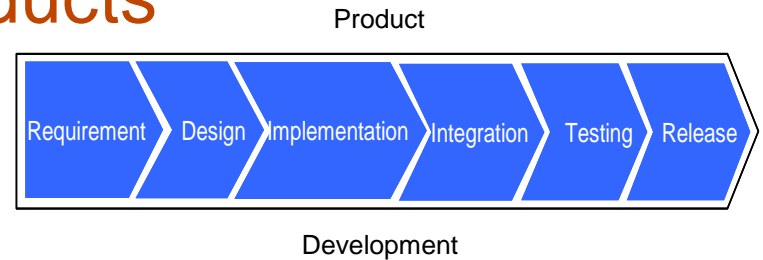 ducts
Product
Requirement Design Implementation Integration Testing Release
Development